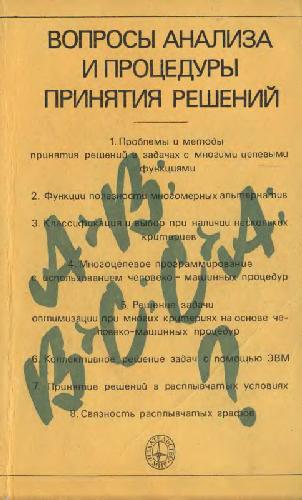 ВОПРОСЫ АНАЛИЗА
И ПРОЦЕДУРЫ
ПРИНЯТИЯ РЕШЕНИЙ
1. Проблемы и методы
принятия решений в задачах с многими целевыми
функциями
2. Функции полезности многомерных альтернатив
3. Классификация и выбор при наличии нескольких
критериев
4. Многоцелевое программирование
с использованием человеко-машинных процедур
5. Решение задачи
оптимизации при многих критериях на основе че-
ловеко-машинных процедур
6. Коллективное решение задач с помощью ЭВМ
7. Принятие решений в расплывчатых условиях
8. Связность расплывчатых графов
?